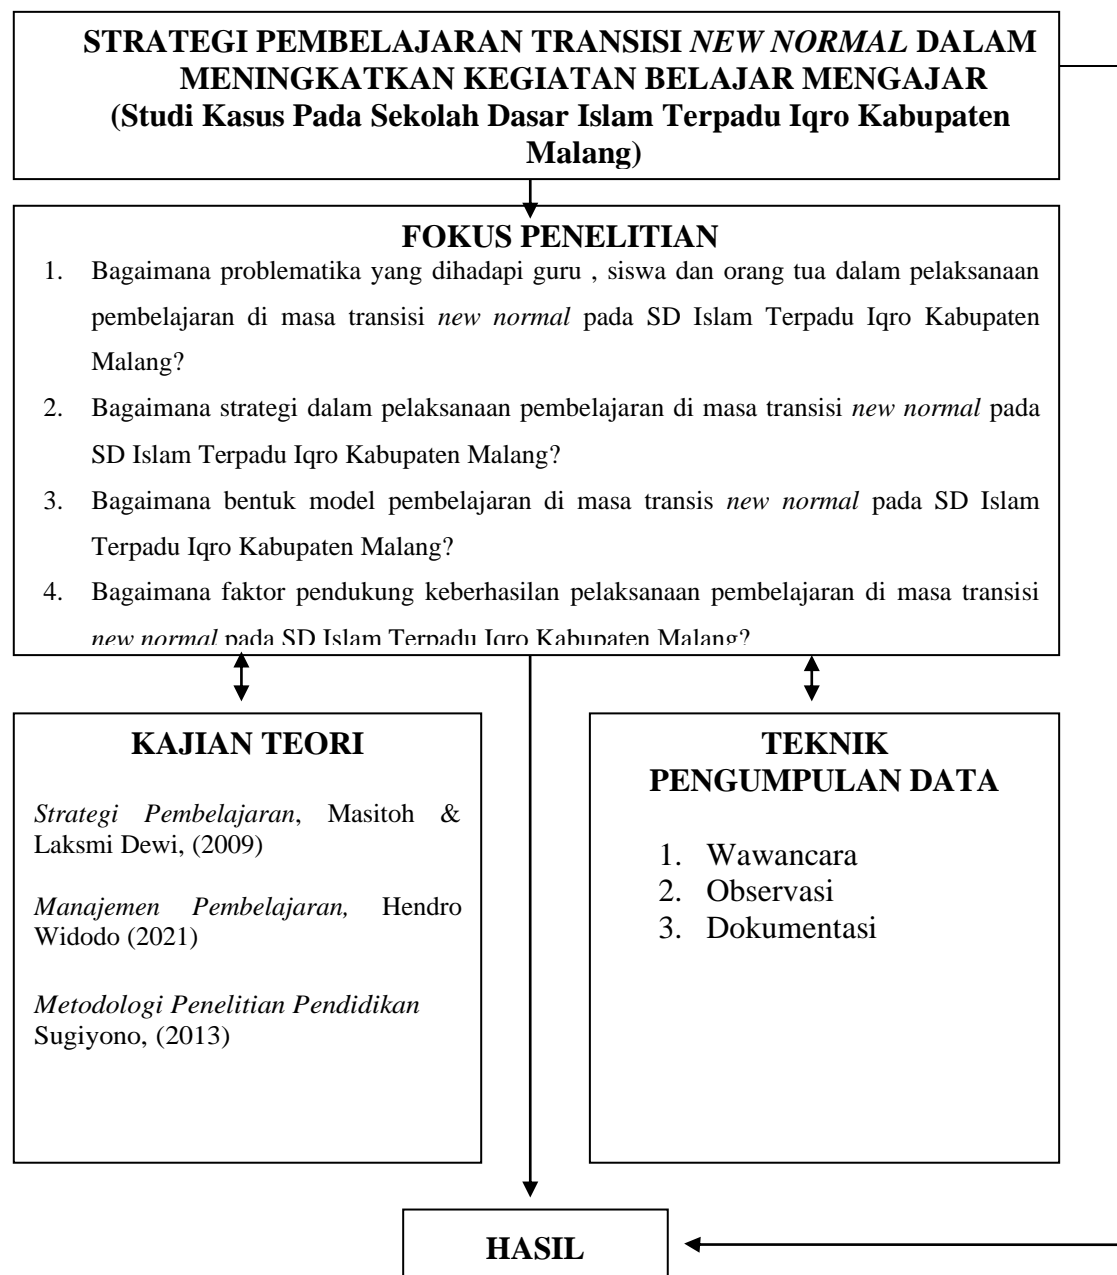 STRATEGI PEMBELAJARAN TRANSISI NEW NORMAL DALAM
MENINGKATKAN KEGIATAN BELAJAR MENGAJAR
(Studi Kasus Pada Sekolah Dasar Islam Terpadu Iqro Kabupaten
Malang)
FOKUS PENELITIAN
1. Bagaimana problematika yang dihadapi guru , siswa dan orang tua dalam pelaksanaan
pembelajaran di masa transisi new normal pada SD Islam Terpadu Iqro Kabupaten
Malang?
2. Bagaimana strategi dalam pelaksanaan pembelajaran di masa transisi new normal pada
SD Islam Terpadu Iqro Kabupaten Malang?
3. Bagaimana bentuk model pembelajaran di masa transis new normal pada SD Islam
Terpadu Iqro Kabupaten Malang?
4. Bagaimana faktor pendukung keberhasilan pelaksanaan pembelajaran di masa transisi
new normal pada SD Islam Terpadu Iqro Kabupaten Malang?
KAJIAN TEORI
Strategi Pembelajaran, Masitoh &
Laksmi Dewi, (2009)
Manajemen Pembelajaran, Hendro
Widodo (2021)
Metodologi Penelitian Pendidikan
Sugiyono, (2013)
TEKNIK
PENGUMPULAN DATA
1. Wawancara
2. Observasi
3. Dokumentasi
HASIL